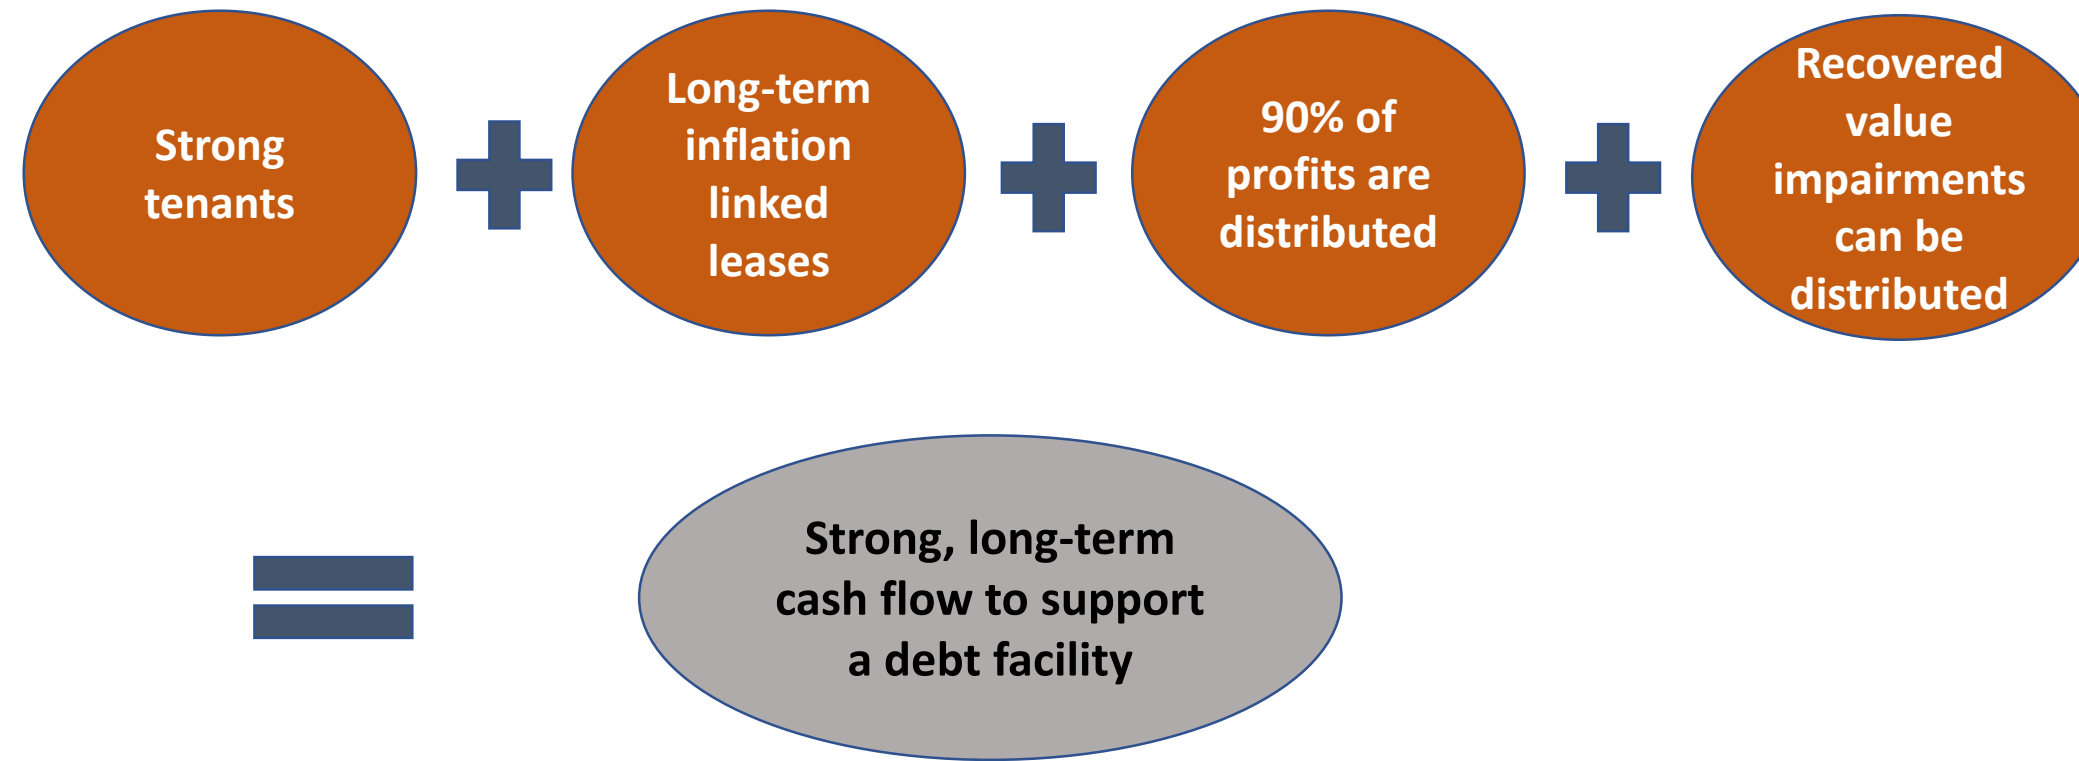 Strong
tenants
Long-term
inflation
linked
leases
90% of
profits are
distributed
Recovered
value
impairments
can be
distributed
Strong, long-term
cash flow to support
a debt facility